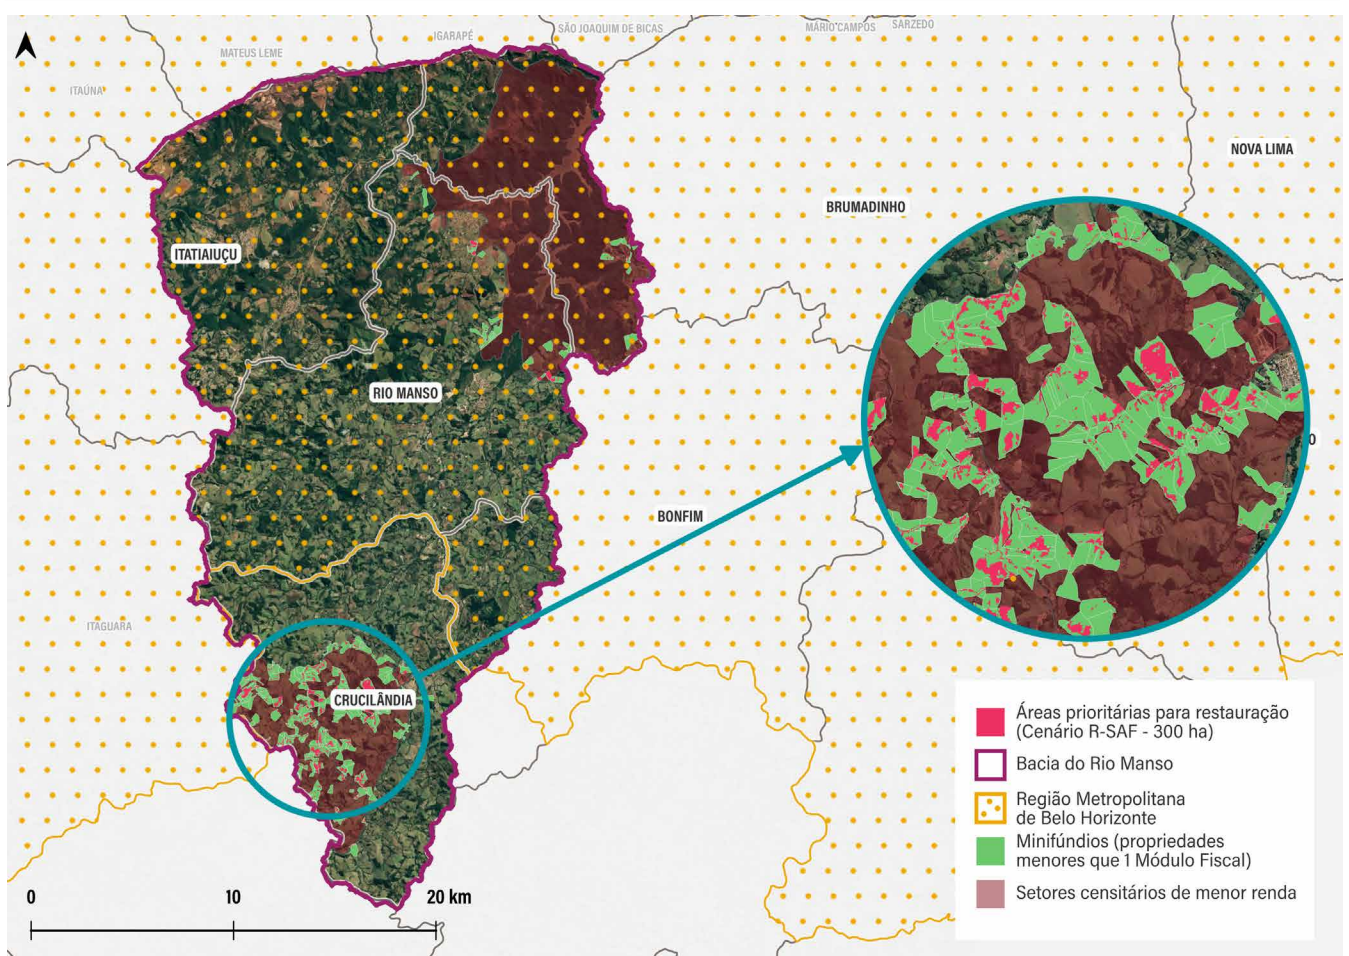 SÃO JOAQUIM DE BICAS
MÁRIO CAMPOS
SARZEDO
IGARAPÉ
MATEUS LEME
ITAÚNA
NOVA LIMA
BRUMADINHO
ITATIAIUÇU
RIO MANSO
O
BONFIM
ITAGUARA
CRUCILÂNDIA
Áreas prioritárias para restauração
(Cenário R-SAF - 300 ha)
Bacia do Rio Manso
Região Metropolitana
de Belo Horizonte
Minifúndios (propriedades
menores que 1 Módulo Fiscal)
Setores censitários de menor renda
0 10 20 km